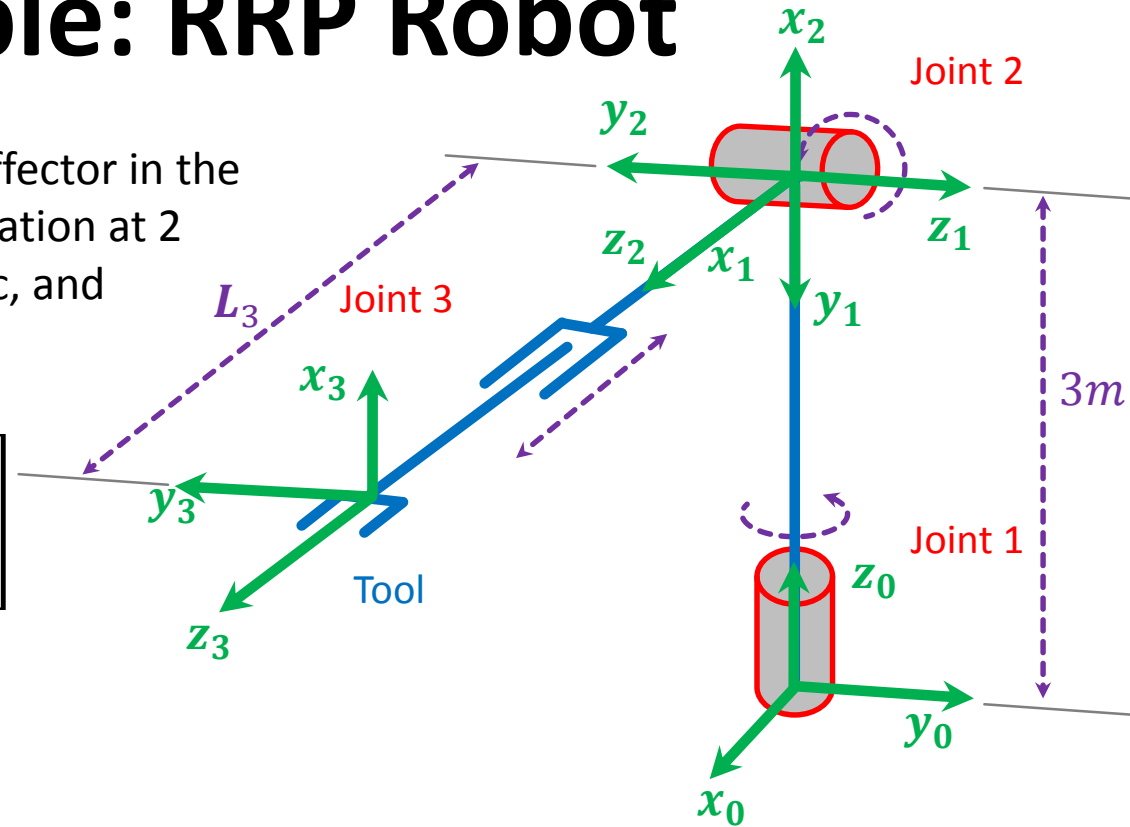 ple: RRP Robot
ffector in the
ation at 2
c, and
x₂
Joint 2
y₂
z₁
z₂
x₁
L₃
Joint 3
y₁
x₃
3m
y₃
Joint 1
z₀
Tool
z₃
y₀
x₀